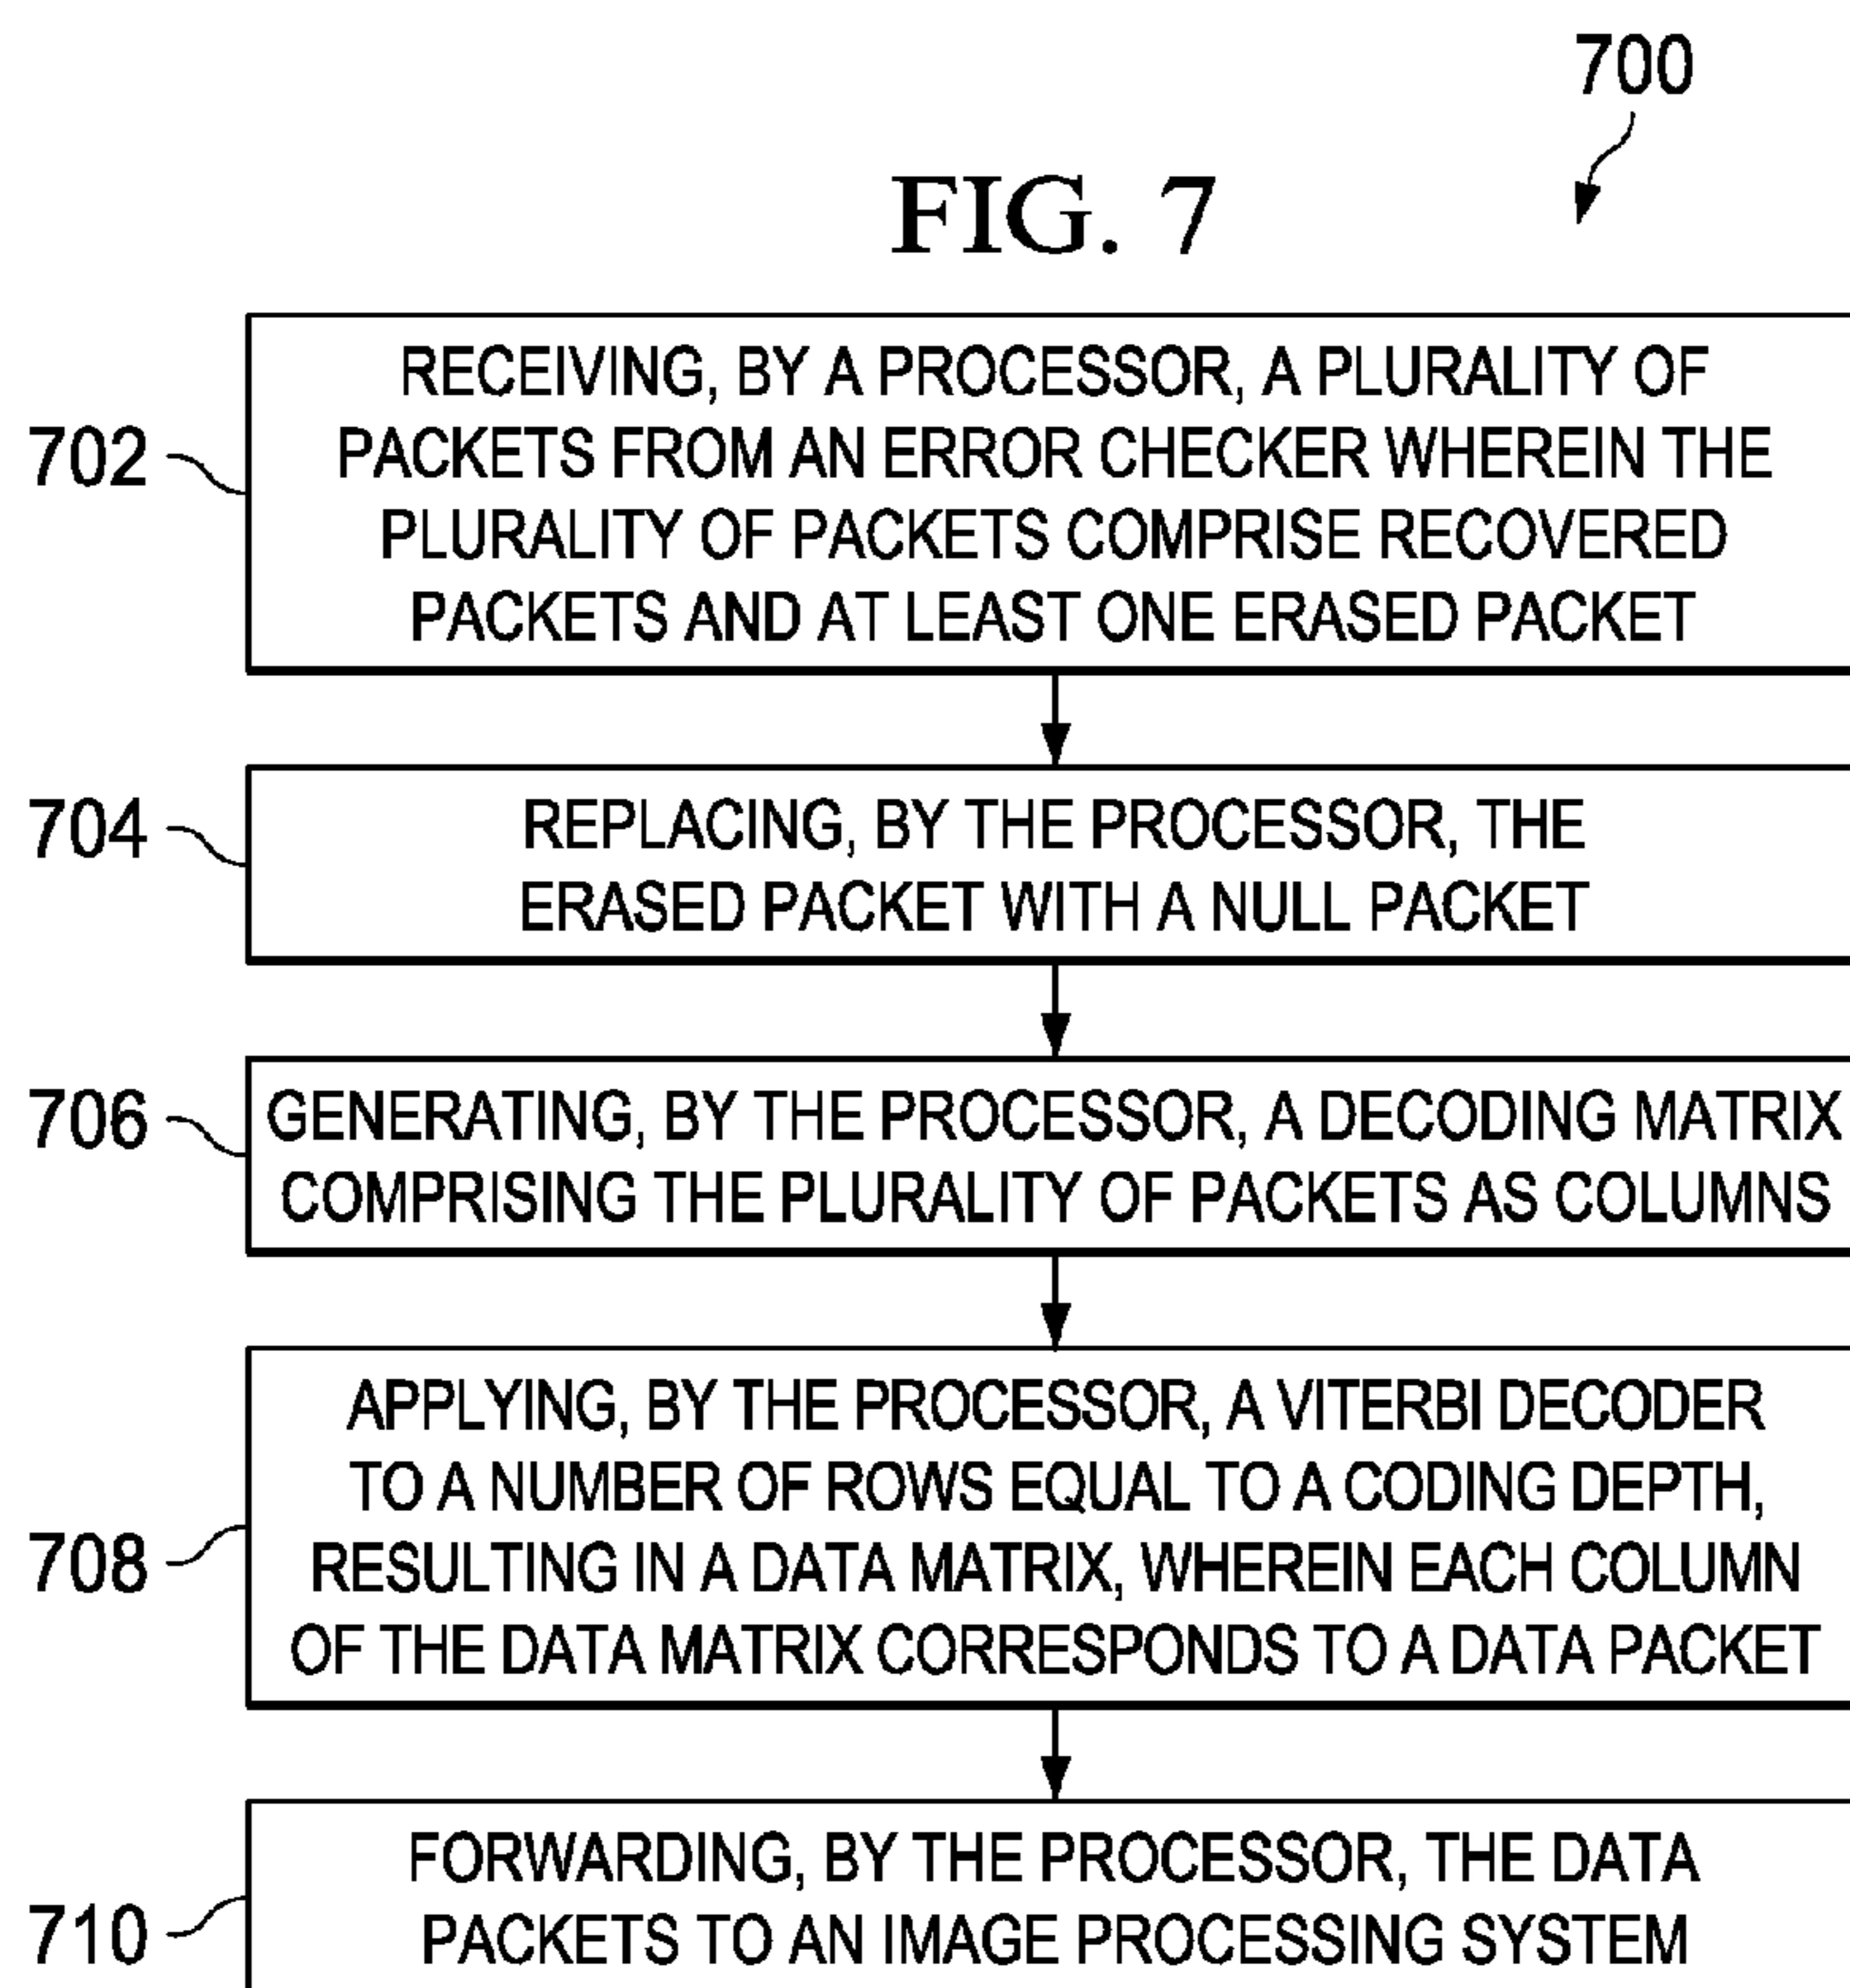 700
FIG. 7
702
RECEIVING, BY A PROCESSOR, A PLURALITY OF
PACKETS FROM AN ERROR CHECKER WHEREIN THE
PLURALITY OF PACKETS COMPRISE RECOVERED
PACKETS AND AT LEAST ONE ERASED PACKET
704
REPLACING, BY THE PROCESSOR, THE
ERASED PACKET WITH A NULL PACKET
706
GENERATING, BY THE PROCESSOR, A DECODING MATRIX
COMPRISING THE PLURALITY OF PACKETS AS COLUMNS
708
APPLYING, BY THE PROCESSOR, A VITERBI DECODER
TO A NUMBER OF ROWS EQUAL TO A CODING DEPTH,
RESULTING IN A DATA MATRIX, WHEREIN EACH COLUMN
OF THE DATA MATRIX CORRESPONDS TO A DATA PACKET
710
FORWARDING, BY THE PROCESSOR, THE DATA
PACKETS TO AN IMAGE PROCESSING SYSTEM